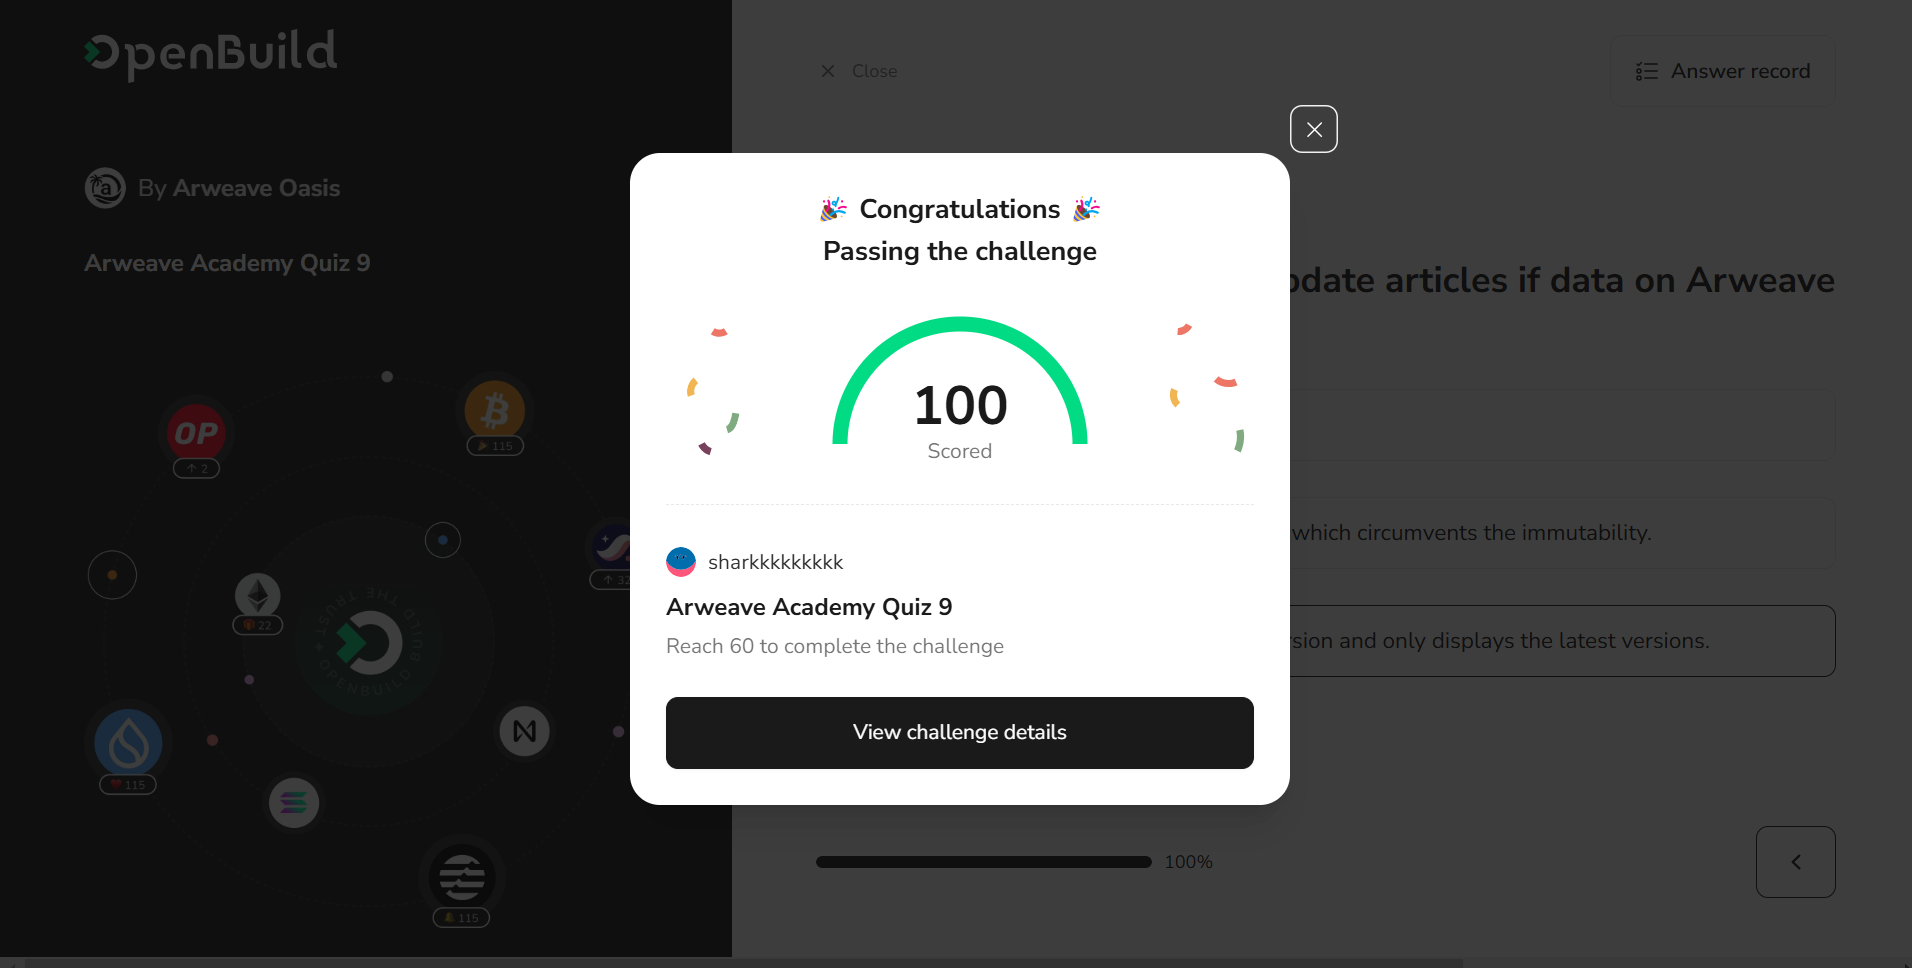 OpenBuild
By Arweave Oasis
Arweave Academy Quiz 9
OP
↑ 2
115
22
↑ 32
BUILD THE TRUST
OPENBUILD
115
115
Close
Answer record
pdate articles if data on Arweave
which circumvents the immutability.
rsion and only displays the latest versions.
100%
🎉 Congratulations 🎉
Passing the challenge
100
Scored
sharkkkkkkkkk
Arweave Academy Quiz 9
Reach 60 to complete the challenge
View challenge details